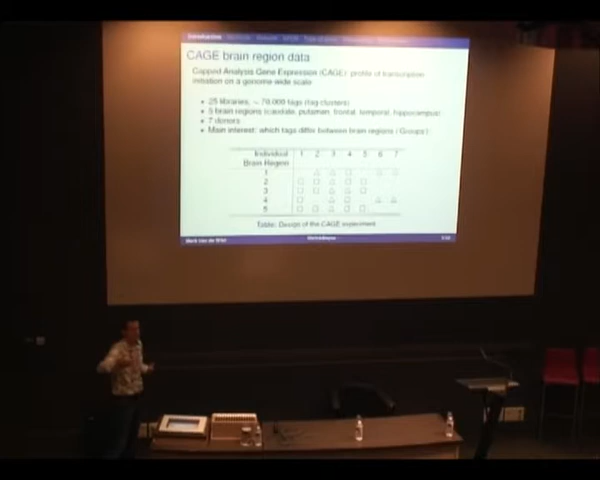 Introduction
CAGE brain region data
Capped Analysis Gene Expression (CAGE): profile of transcription
initiation on a genome-wide scale
25 libraries, ~ 79.000 tags (tag clusters)
5 brain regions (caudate, putamen, frontal, temporal, hippocampus)
7 donors
Main interest: which tags differ between brain regions (Groups).
Individual 1 2 3 4 5 6 7
Brain Region
1 △ △ □ △ △
2 □ □ △ □ □
3 □ □ △ △ □
4 □ △ □ △ △
5 □ □ △ □ □
Table: Design of the CAGE experiment
Mark van de Wiel